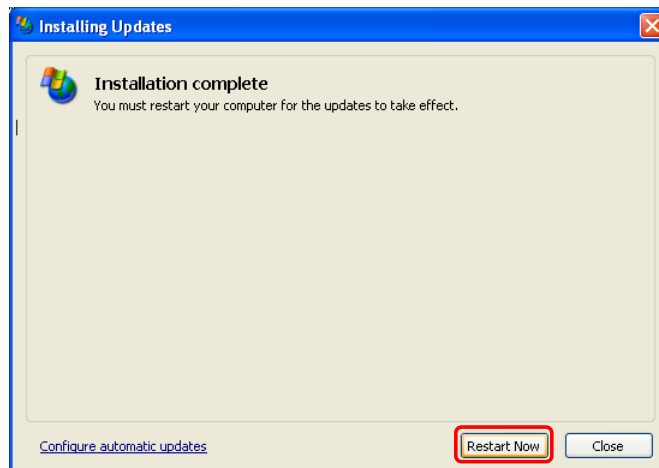 Installing Updates
Installation complete
You must restart your computer for the updates to take effect.
Configure automatic updates
Restart Now
Close